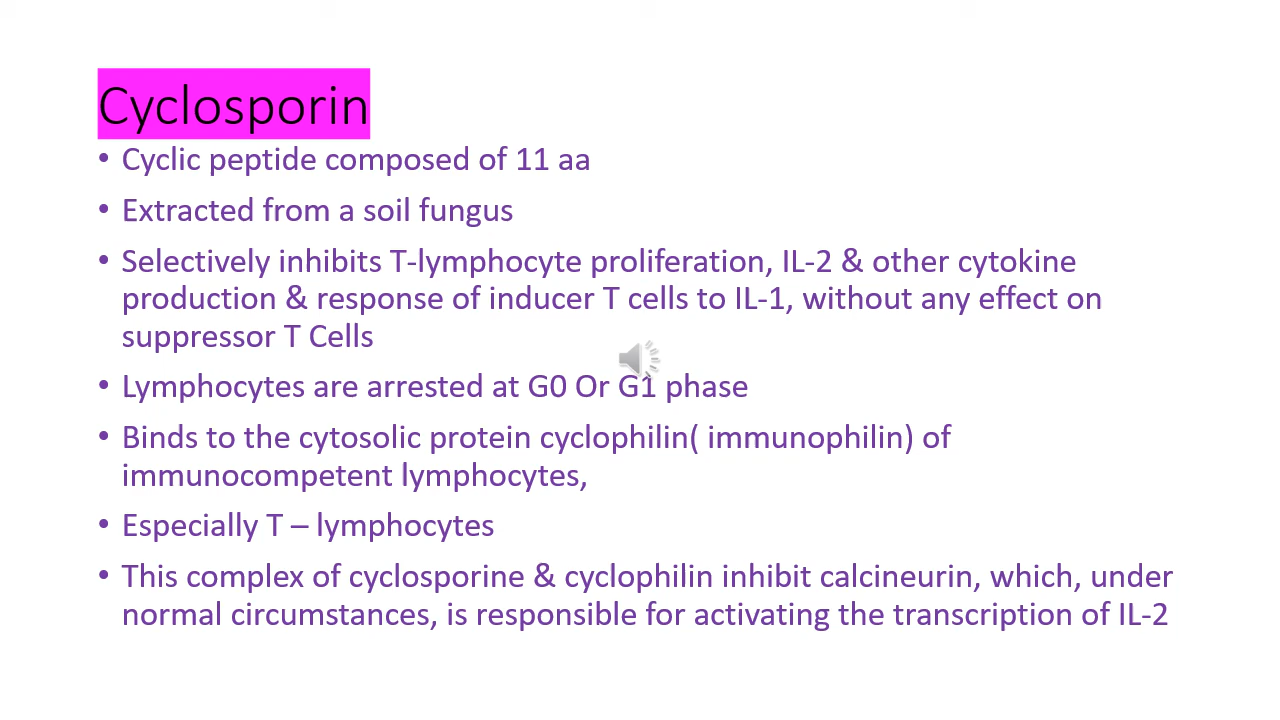 Cyclosporin
• Cyclic peptide composed of 11 aa
• Extracted from a soil fungus
• Selectively inhibits T-lymphocyte proliferation, IL-2 & other cytokine
production & response of inducer T cells to IL-1, without any effect on
suppressor T Cells
• Lymphocytes are arrested at G0 Or G1 phase
• Binds to the cytosolic protein cyclophilin( immunophilin) of
immunocompetent lymphocytes,
• Especially T – lymphocytes
• This complex of cyclosporine & cyclophilin inhibit calcineurin, which, under
normal circumstances, is responsible for activating the transcription of IL-2